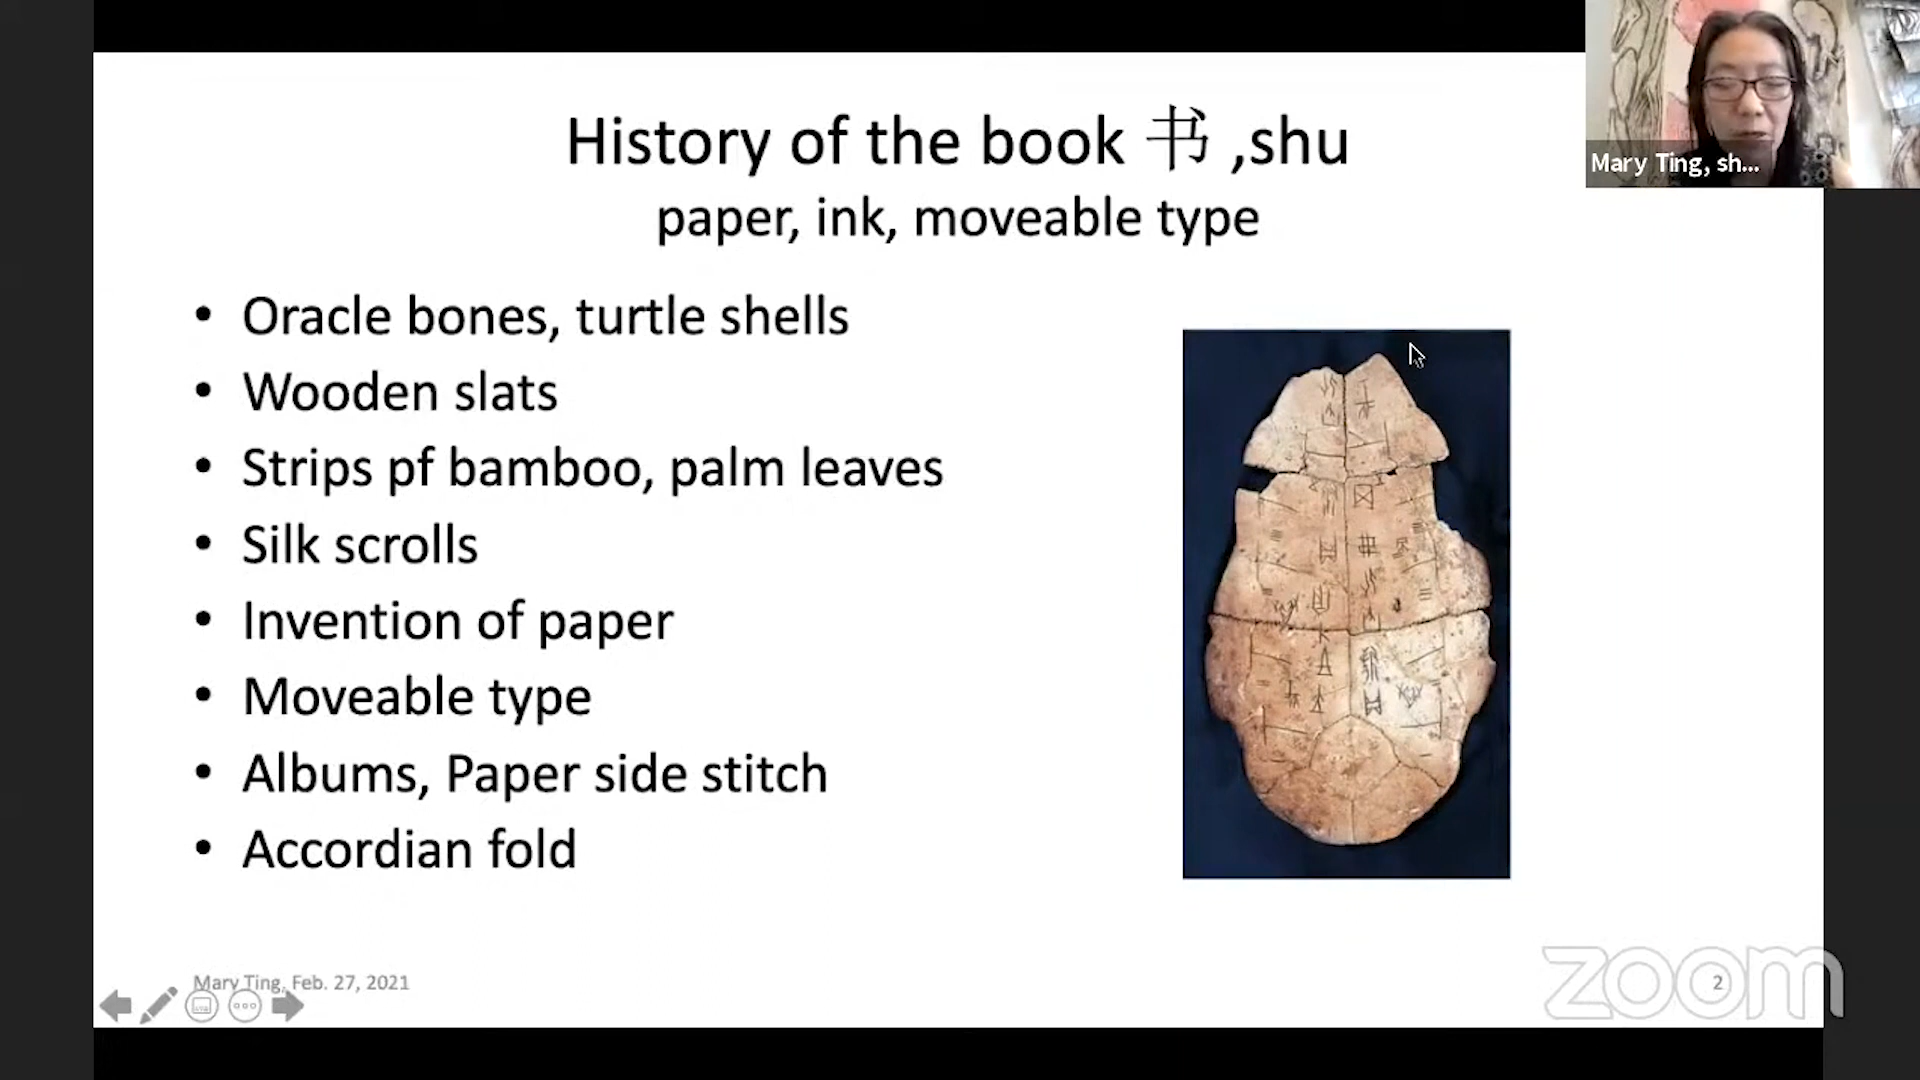 History of the book 书 ,shu
paper, ink, moveable type
• Oracle bones, turtle shells
• Wooden slats
• Strips pf bamboo, palm leaves
• Silk scrolls
• Invention of paper
• Moveable type
• Albums, Paper side stitch
• Accordian fold
Mary Ting, sh...
Mary Ting, Feb. 27, 2021
2
zoom